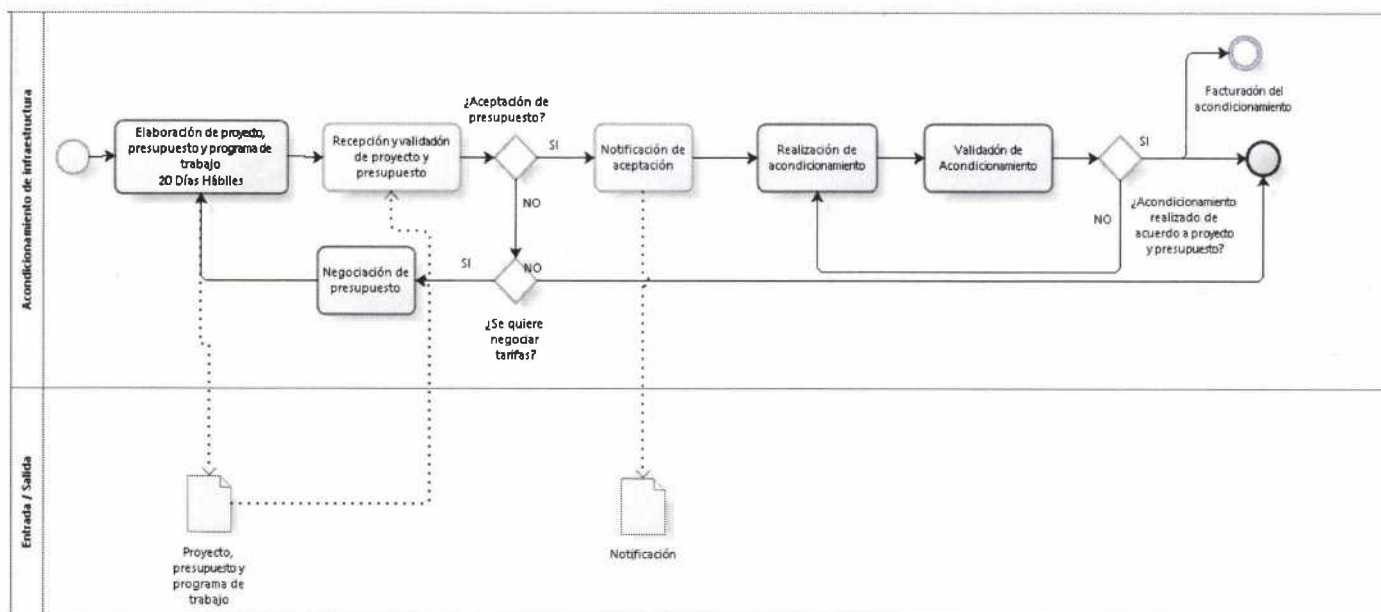 Acondicionamiento de infraestructura
Elaboración de proyecto,
presupuesto y programa de
trabajo
20 Días Hábiles
Recepción y validación
de proyecto y
presupuesto
¿Aceptación de
presupuesto?
SI
NO
Notificación de
aceptación
Realización de
acondicionamiento
Validación de
Acondicionamiento
SI
NO
¿Acondicionamiento
realizado de
acuerdo a proyecto
y presupuesto?
Facturación del
acondicionamiento
Negociación de
presupuesto
SI
NO
¿Se quiere
negociar
tarifas?
Entrada / Salida
Proyecto,
presupuesto y
programa de
trabajo
Notificación